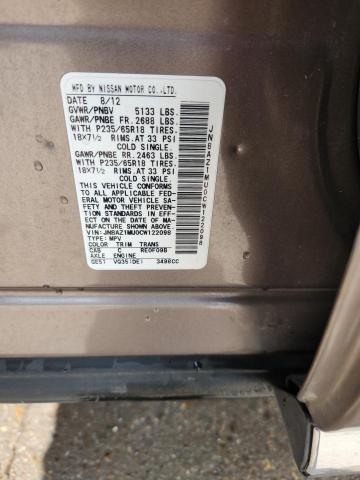 MFD BY NISSAN MOTOR CO.,LTD.
DATE 8/12
GVWR/PNBV 5133 LBS.
GAWR/PNBE FR.2688 LBS.
WITH P235/65R18 TIRES.
18X7½ RIMS.AT 33 PSI
COLD SINGLE.
GAWR/PNBE RR.2463 LBS.
WITH P235/65R18 TIRES.
18X7½ RIMS.AT 33 PSI
COLD SINGLE.
THIS VEHICLE CONFORMS
TO ALL APPLICABLE FED-
ERAL MOTOR VEHICLE SA-
FETY AND THEFT PREVEN-
TION STANDARDS IN EFF-
ECT ON THE DATE OF MA-
NUFACTURE SHOWN ABOVE.
VIN:JN8AZ1MU0CW122098
TYPE:MPV
COLOR TRIM TRANS
CAB C RE0F09B
AXLE ENGINE
GE51 VQ35(DE) 3498CC
JN8AZ1MU0CW122098